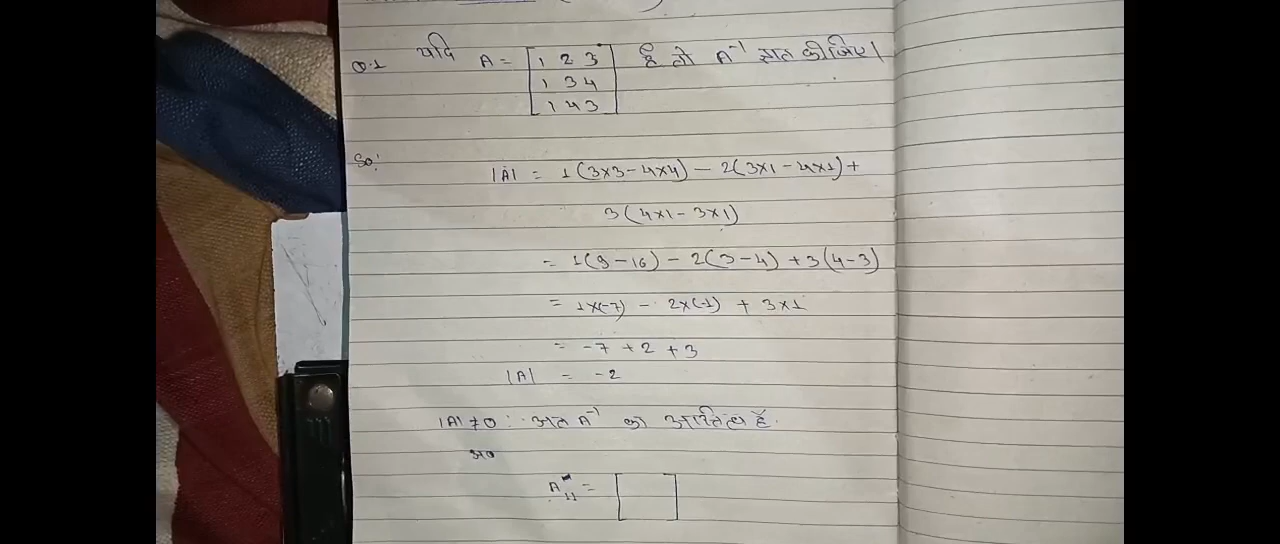 Q.1 यदि A = [1 2 3 है तो A⁻¹ ज्ञात कीजिए।
1 3 4
1 4 3]
So!
|A| = 1(3×3-4×4) - 2(3×1-4×1)+
3(4×1-3×1)
= 1(9-16) - 2(3-4) +3(4-3)
= 1×(-7) - 2×(-1) + 3×1
= -7 +2 +3
|A| = -2
|A| ≠ 0 : अत A⁻¹ का अस्तित्व है.
अब
A₁₁ = [ ]